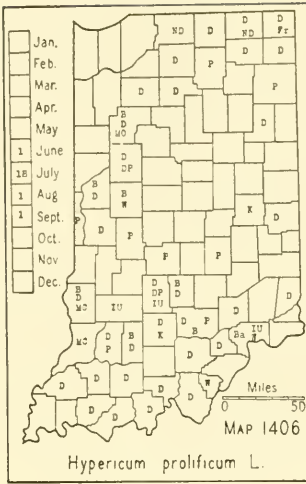 Jan.
Feb.
Mar.
Apr.
May
1 June
18 July
1 Aug
1 Sept.
Oct.
Nov
Dec.
ND D D D
ND Fr
D D D
P
D D P
B
D
MO D
D
DP
B B
D W
K D
P D P
P P P
B D B D
D DP D
MC IU IU D
D D P IU
MC D B K B D Ba W
P D
D D D D D W
D D D D D
Miles
0 50
MAP 1406
Hypericum prolificum L.